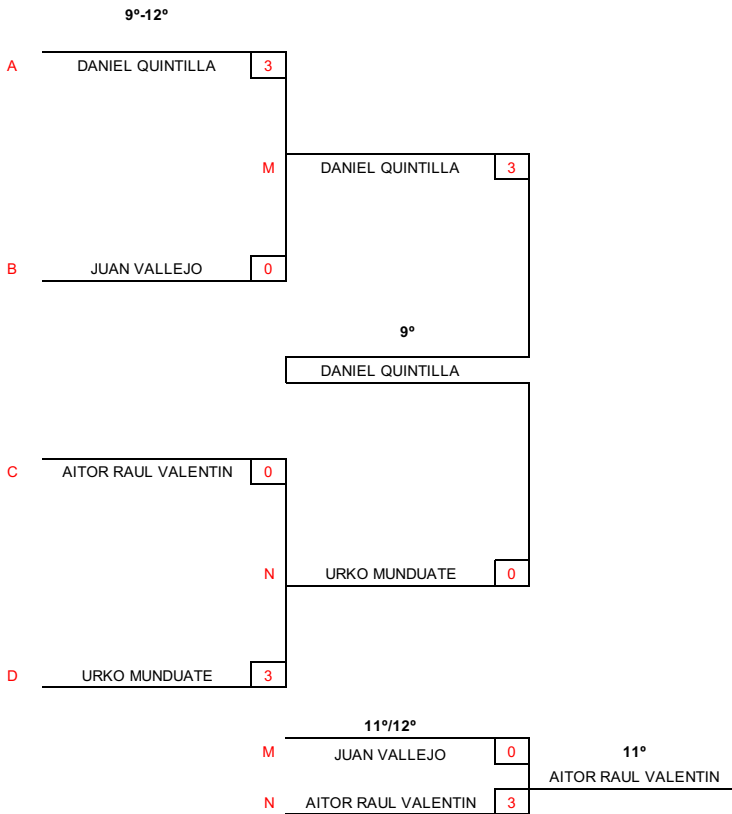 9º-12º
A DANIEL QUINTILLA 3
M DANIEL QUINTILLA 3
B JUAN VALLEJO 0
9º
DANIEL QUINTILLA
C AITOR RAUL VALENTIN 0
N URKO MUNDUATE 0
D URKO MUNDUATE 3
11º/12º
M JUAN VALLEJO 0 11º
AITOR RAUL VALENTIN
N AITOR RAUL VALENTIN 3